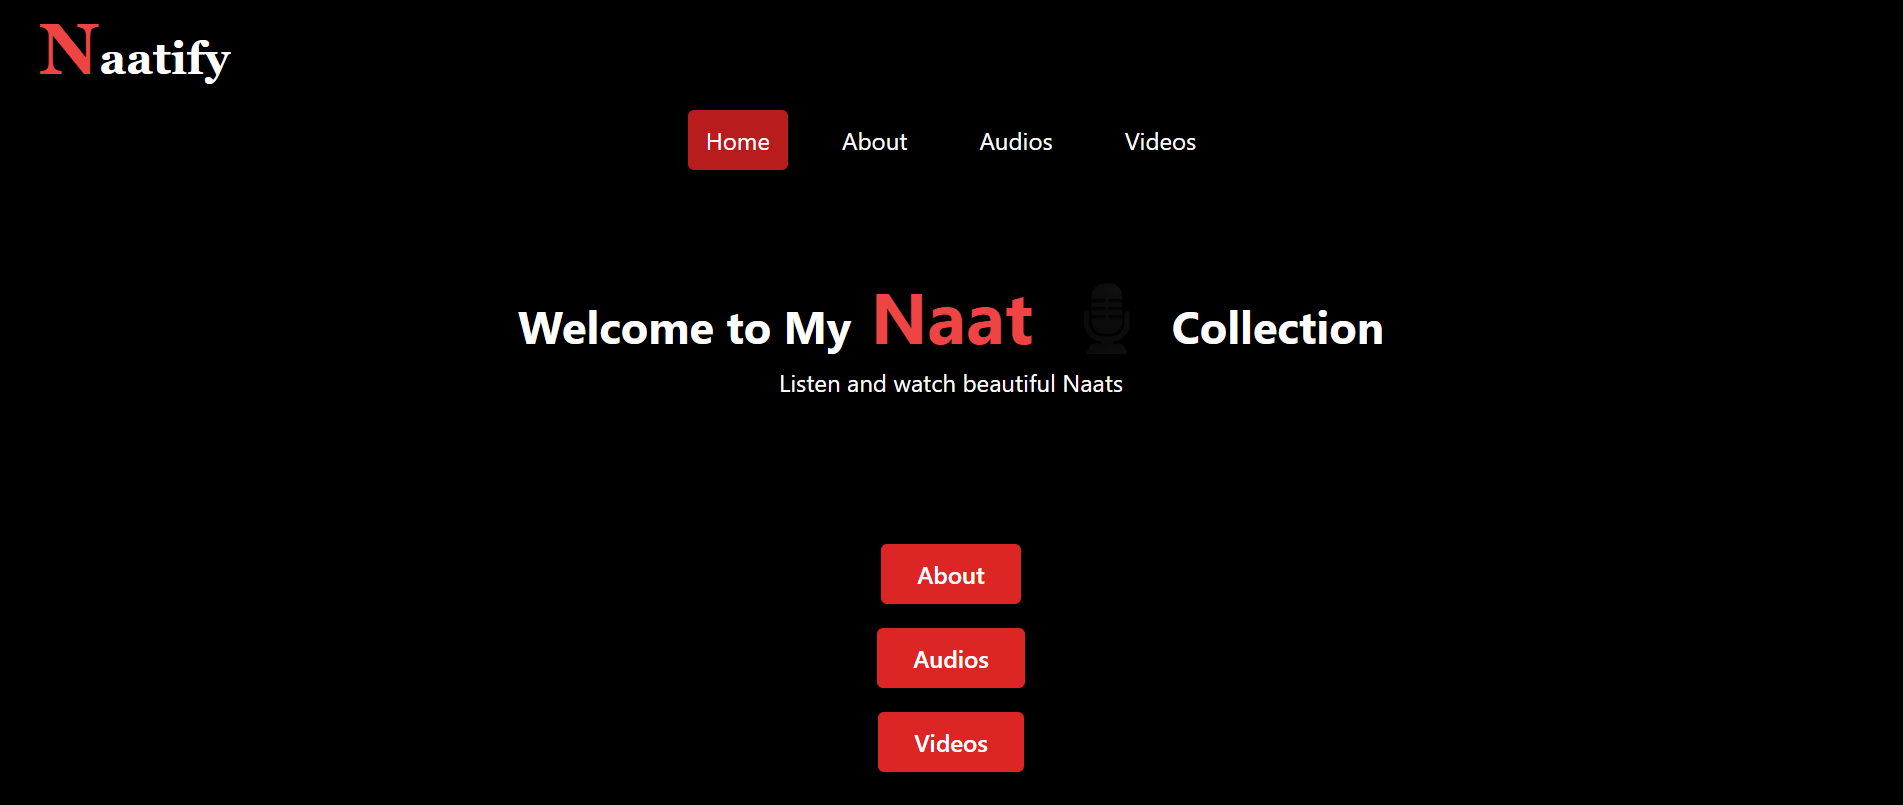 Naatify
Home About Audios Videos
Welcome to My Naat Collection
Listen and watch beautiful Naats
About
Audios
Videos